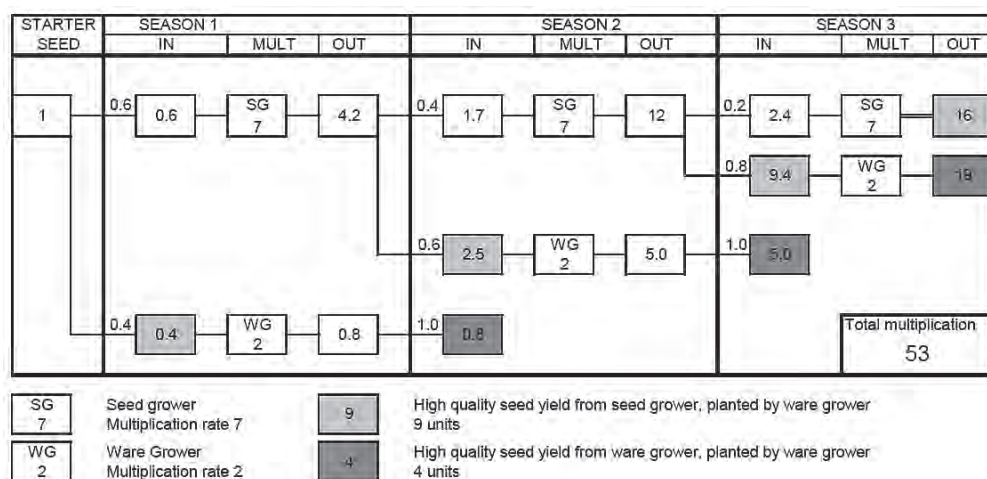 STARTER SEED
SEASON 1
SEASON 2
SEASON 3
IN MULT OUT
IN MULT OUT
IN MULT OUT
1
0.6
0.6
SG 7
4.2
0.4
1.7
SG 7
12
0.2
2.4
SG 7
16
0.8
9.4
WG 2
19
0.6
2.5
WG 2
5.0
1.0
5.0
0.4
0.4
WG 2
0.8
1.0
0.8
Total multiplication
53
SG 7
Seed grower
Multiplication rate 7
9
High quality seed yield from seed grower, planted by ware grower
9 units
WG 2
Ware Grower
Multiplication rate 2
4
High quality seed yield from ware grower, planted by ware grower
4 units